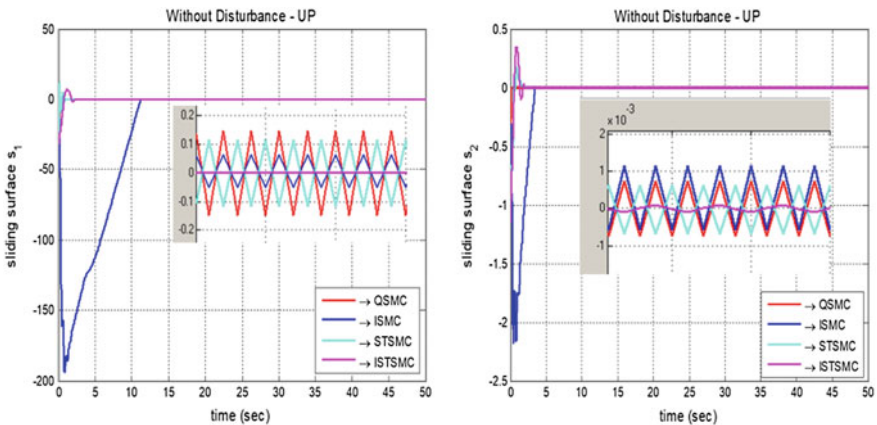 Without Disturbance - UP
sliding surface s1
50
0
-50
-100
-150
-200
0.2
0.1
0
-0.1
-0.2
→ QSMC
→ ISMC
→ STSMC
→ ISTSMC
0 5 10 15 20 25 30 35 40 45 50
time (sec)
Without Disturbance - UP
sliding surface s2
0.5
0
-0.5
-1
-1.5
-2
-2.5
x 10-3
2
1
0
-1
→ QSMC
→ ISMC
→ STSMC
→ ISTSMC
0 5 10 15 20 25 30 35 40 45 50
time (sec)